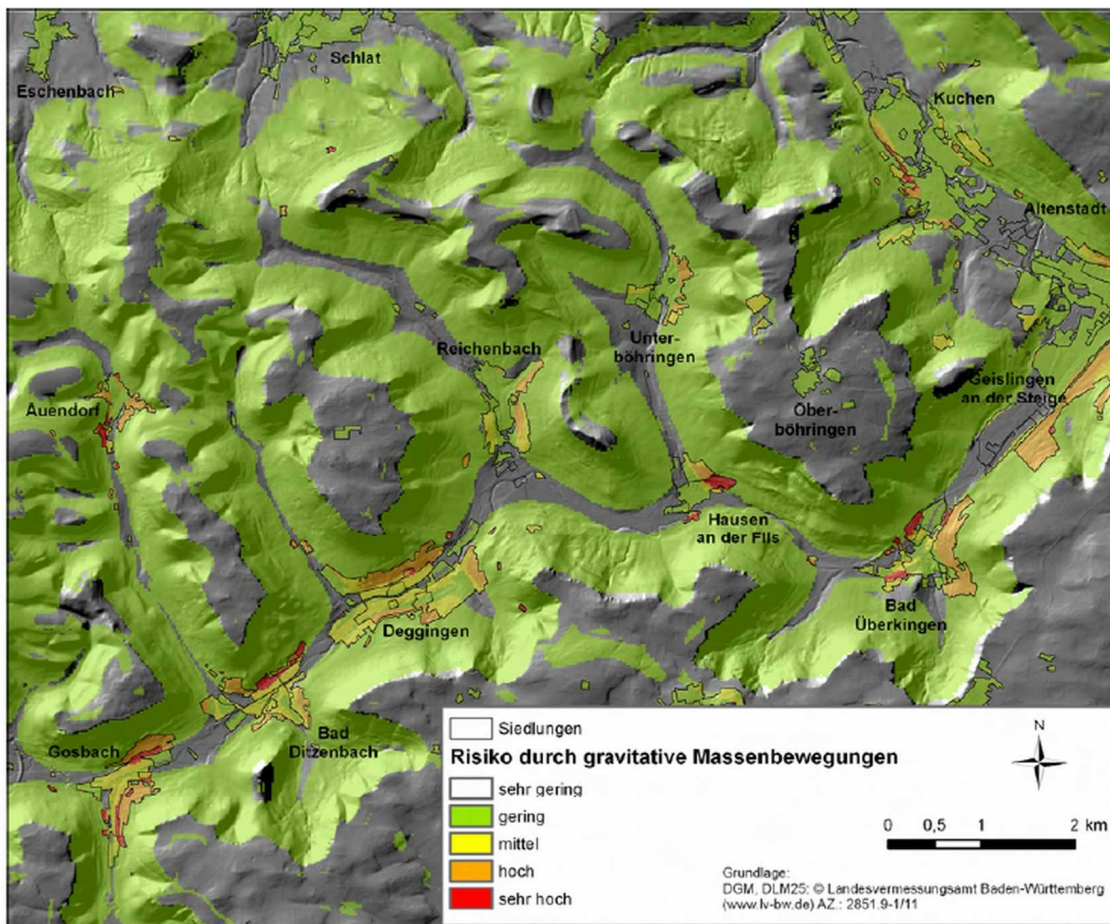 Schlat
Eschenbach
Kuchen
Altenstadt
Reichenbach
Unter-
böhringen
Geislingen
an der Steige
Auendorf
Ober-
böhringen
Hausen
an der Fils
Bad
Überkingen
Deggingen
Gosbach
Bad
Ditzenbach
Siedlungen
Risiko durch gravitative Massenbewegungen
sehr gering
gering
mittel
hoch
sehr hoch
N
0 0,5 1 2 km
Grundlage:
DGM, DLM25: © Landesvermessungsamt Baden-Württemberg
(www.lv-bw.de) AZ.: 2851.9-1/11